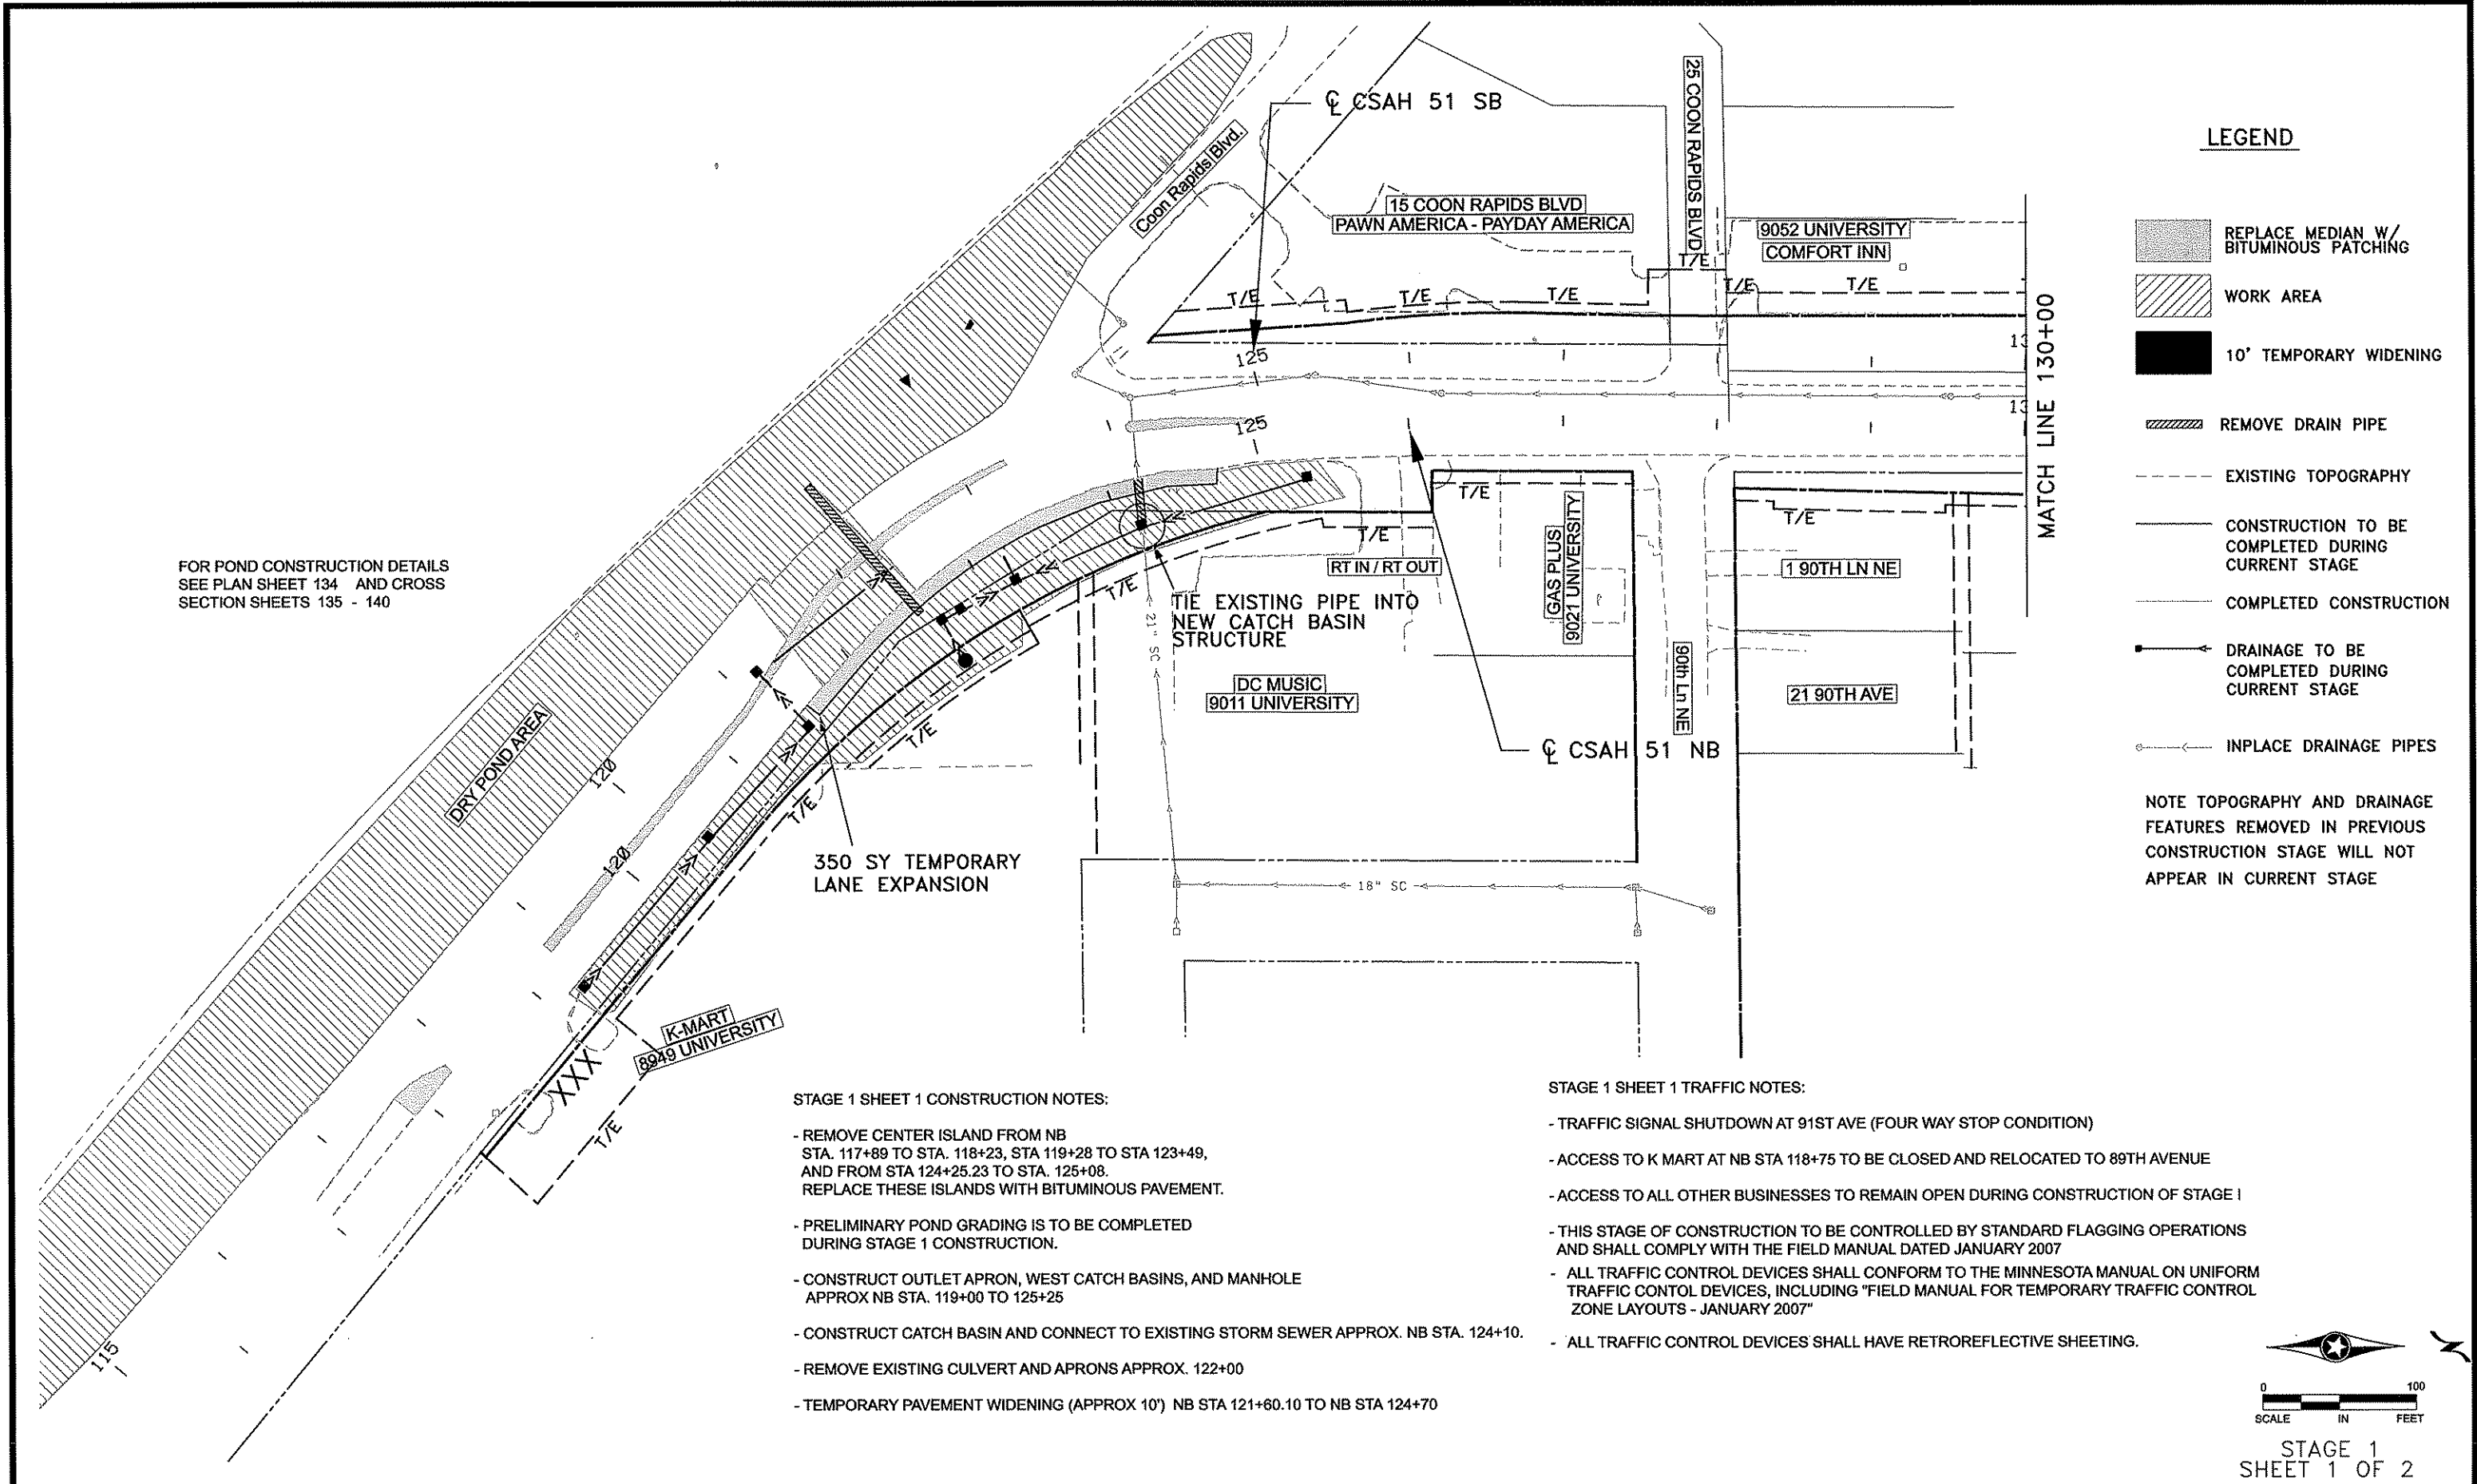 ℄ CSAH 51 SB
Coon Rapids Blvd.
25 COON RAPIDS BLVD
15 COON RAPIDS BLVD
PAWN AMERICA - PAYDAY AMERICA
9052 UNIVERSITY
COMFORT INN
T/E
T/E
T/E
T/E
T/E
T/E
125
125
13
13
MATCH LINE 130+00
T/E
T/E
T/E
T/E
RT IN / RT OUT
GAS PLUS
9021 UNIVERSITY
1 90TH LN NE
21 90TH AVE
90th Ln NE
FOR POND CONSTRUCTION DETAILS
SEE PLAN SHEET 134 AND CROSS
SECTION SHEETS 135 - 140
TIE EXISTING PIPE INTO
NEW CATCH BASIN
STRUCTURE
21" SC
DC MUSIC
9011 UNIVERSITY
℄ CSAH 51 NB
DRY POND AREA
120
120
T/E
T/E
350 SY TEMPORARY
LANE EXPANSION
18" SC
K-MART
8949 UNIVERSITY
XXX
T/E
115
LEGEND
REPLACE MEDIAN W/
BITUMINOUS PATCHING
WORK AREA
10' TEMPORARY WIDENING
REMOVE DRAIN PIPE
EXISTING TOPOGRAPHY
CONSTRUCTION TO BE
COMPLETED DURING
CURRENT STAGE
COMPLETED CONSTRUCTION
DRAINAGE TO BE
COMPLETED DURING
CURRENT STAGE
INPLACE DRAINAGE PIPES
NOTE TOPOGRAPHY AND DRAINAGE
FEATURES REMOVED IN PREVIOUS
CONSTRUCTION STAGE WILL NOT
APPEAR IN CURRENT STAGE
STAGE 1 SHEET 1 CONSTRUCTION NOTES:
- REMOVE CENTER ISLAND FROM NB
STA. 117+89 TO STA. 118+23, STA 119+28 TO STA 123+49,
AND FROM STA 124+25.23 TO STA. 125+08.
REPLACE THESE ISLANDS WITH BITUMINOUS PAVEMENT.
- PRELIMINARY POND GRADING IS TO BE COMPLETED
DURING STAGE 1 CONSTRUCTION.
- CONSTRUCT OUTLET APRON, WEST CATCH BASINS, AND MANHOLE
APPROX NB STA. 119+00 TO 125+25
- CONSTRUCT CATCH BASIN AND CONNECT TO EXISTING STORM SEWER APPROX. NB STA. 124+10.
- REMOVE EXISTING CULVERT AND APRONS APPROX. 122+00
- TEMPORARY PAVEMENT WIDENING (APPROX 10') NB STA 121+60.10 TO NB STA 124+70
STAGE 1 SHEET 1 TRAFFIC NOTES:
- TRAFFIC SIGNAL SHUTDOWN AT 91ST AVE (FOUR WAY STOP CONDITION)
- ACCESS TO K MART AT NB STA 118+75 TO BE CLOSED AND RELOCATED TO 89TH AVENUE
- ACCESS TO ALL OTHER BUSINESSES TO REMAIN OPEN DURING CONSTRUCTION OF STAGE I
- THIS STAGE OF CONSTRUCTION TO BE CONTROLLED BY STANDARD FLAGGING OPERATIONS
AND SHALL COMPLY WITH THE FIELD MANUAL DATED JANUARY 2007
- ALL TRAFFIC CONTROL DEVICES SHALL CONFORM TO THE MINNESOTA MANUAL ON UNIFORM
TRAFFIC CONTOL DEVICES, INCLUDING "FIELD MANUAL FOR TEMPORARY TRAFFIC CONTROL
ZONE LAYOUTS - JANUARY 2007"
- ALL TRAFFIC CONTROL DEVICES SHALL HAVE RETROREFLECTIVE SHEETING.
0 100
SCALE IN FEET
STAGE 1
SHEET 1 OF 2